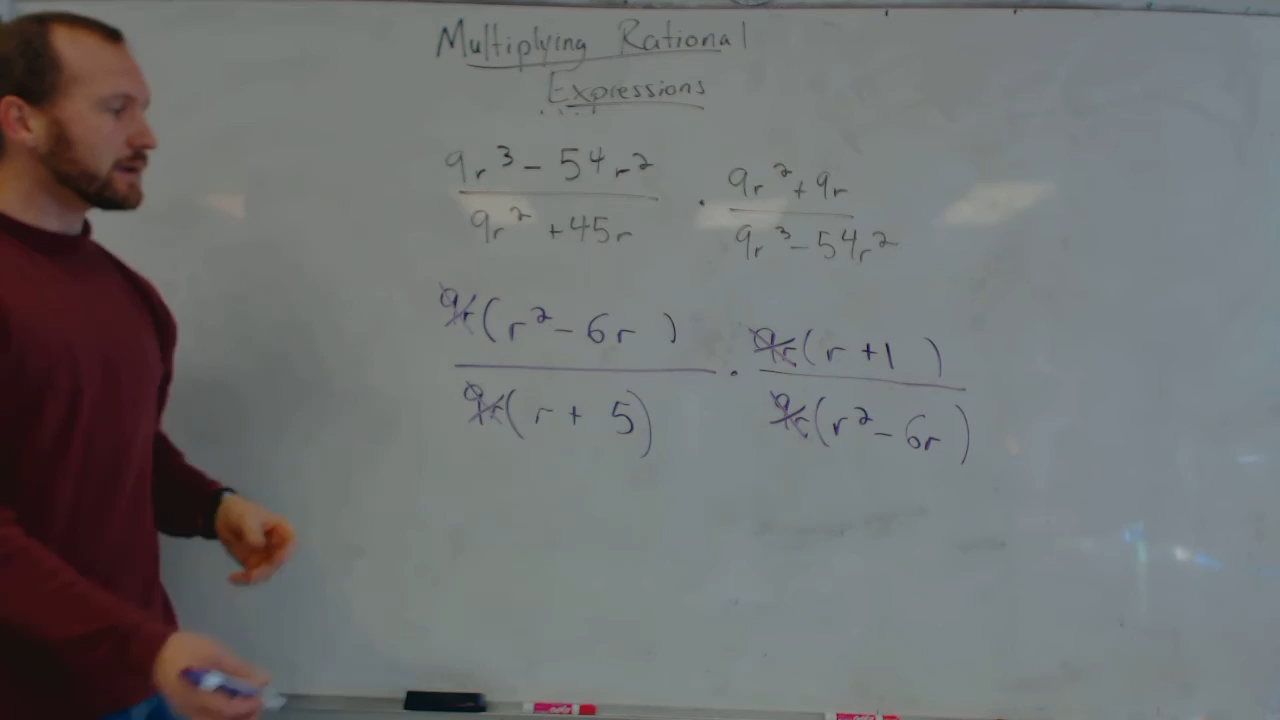 Multiplying Rational
Expressions
9r³ - 54r² / 9r² + 45r · 9r² + 9r / 9r³ - 54r²
9r(r² - 6r) / 9r(r + 5) · 9r(r + 1) / 9r(r² - 6r)